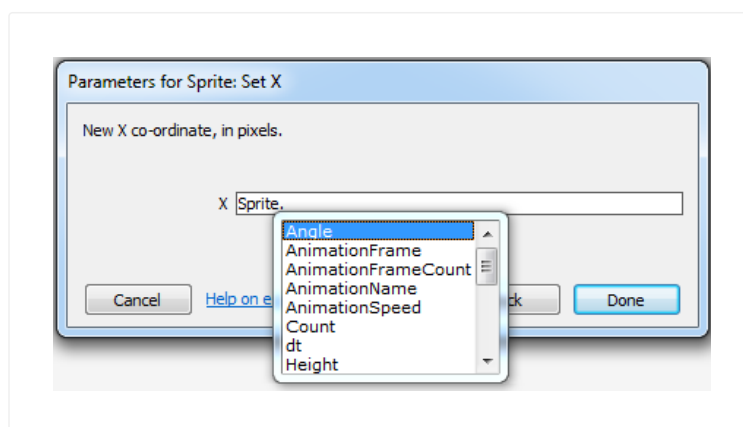 Parameters for Sprite: Set X
New X co-ordinate, in pixels.
X Sprite.
Angle
AnimationFrame
AnimationFrameCount
AnimationName
AnimationSpeed
Count
dt
Height
Cancel Help on e ck Done